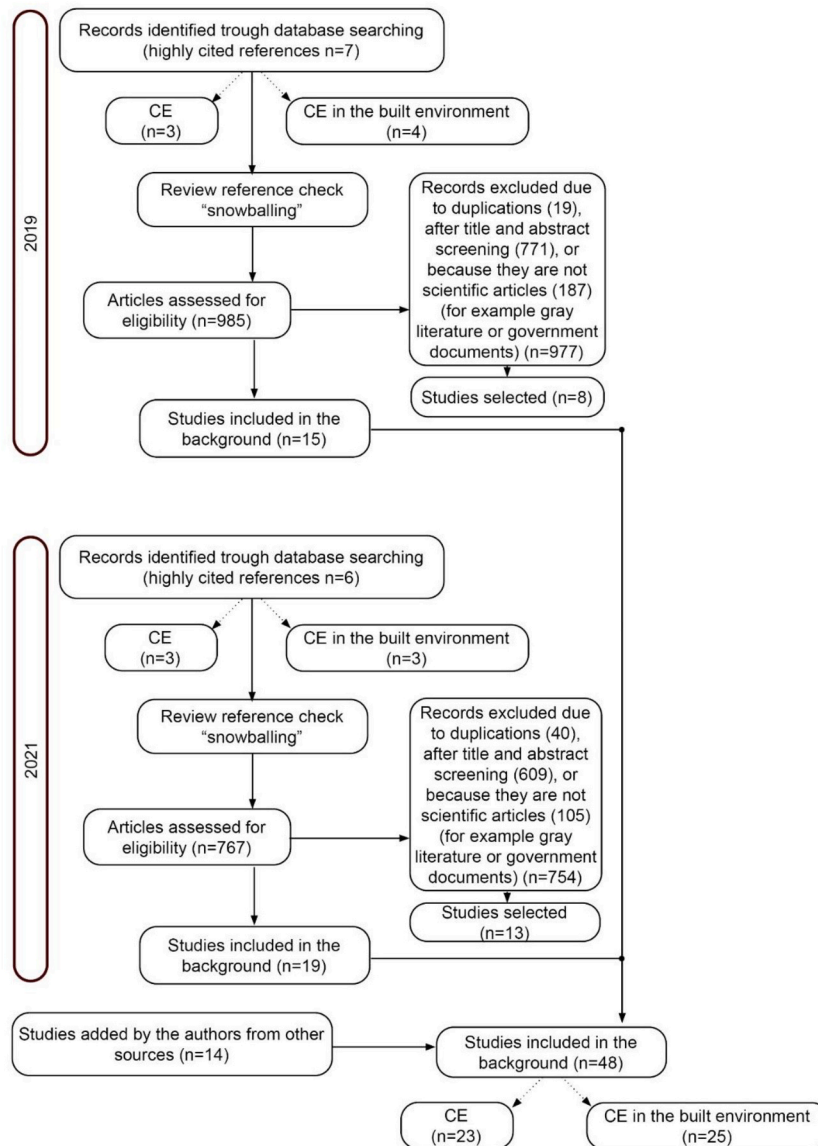 2019
Records identified trough database searching
(highly cited references n=7)
CE
(n=3)
CE in the built environment
(n=4)
Review reference check
“snowballing”
Articles assessed for
eligibility (n=985)
Records excluded due
to duplications (19),
after title and abstract
screening (771), or
because they are not
scientific articles (187)
(for example gray
literature or government
documents) (n=977)
Studies selected (n=8)
Studies included in the
background (n=15)
2021
Records identified trough database searching
(highly cited references n=6)
CE
(n=3)
CE in the built environment
(n=3)
Review reference check
“snowballing”
Articles assessed for
eligibility (n=767)
Records excluded due
to duplications (40),
after title and abstract
screening (609), or
because they are not
scientific articles (105)
(for example gray
literature or government
documents) (n=754)
Studies selected
(n=13)
Studies included in the
background (n=19)
Studies added by the authors from other
sources (n=14)
Studies included in the
background (n=48)
CE
(n=23)
CE in the built environment
(n=25)